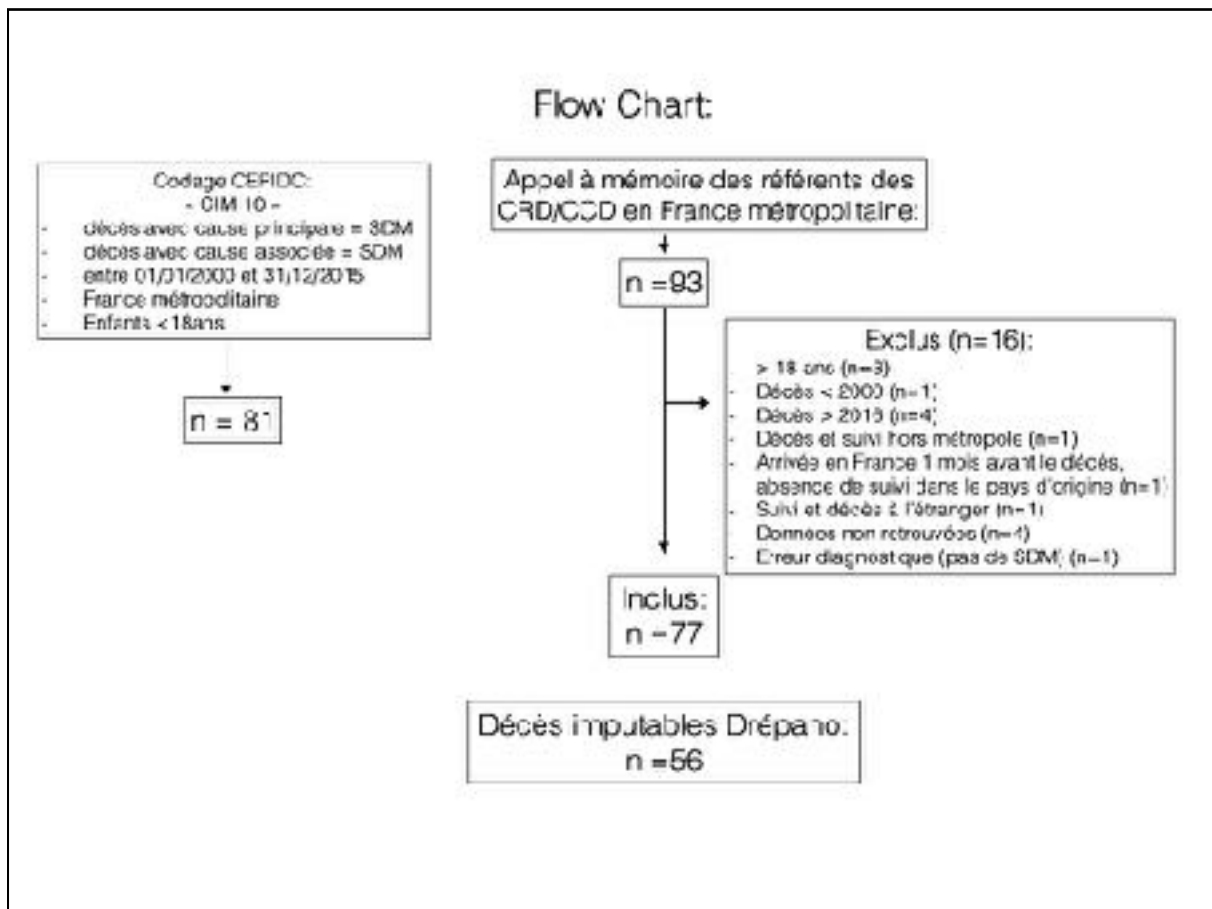 Flow Chart:
Codage CEPIDC:
- CIM 10 -
- décès avec cause principale = SDM
- décès avec cause associée = SDM
- entre 01/01/2000 et 31/12/2015
- France métropolitaine
- Enfants <18ans
n = 81
Appel à mémoire des référents des
CRD/CCD en France métropolitaine:
n =93
Exclus (n=16):
> 18 ans (n=3)
- Décès < 2000 (n=1)
- Décès > 2015 (n=4)
- Décès et suivi hors métropole (n=1)
- Arrivée en France 1 mois avant le décès,
absence de suivi dans le pays d'origine (n=1)
- Suivi et décès à l'étranger (n=1)
- Données non retrouvées (n=4)
- Erreur diagnostique (pas de SDM) (n=1)
Inclus:
n =77
Décès imputables Drépano:
n =56